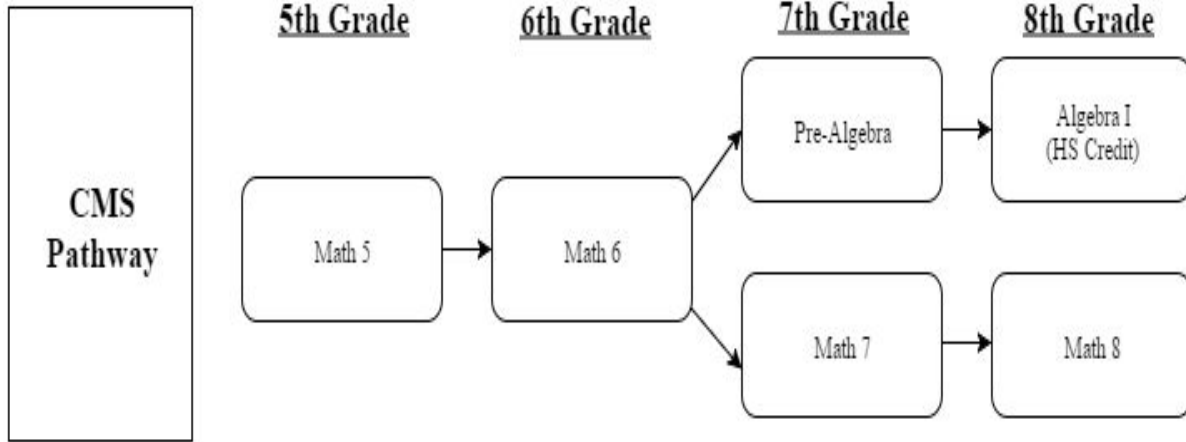 5th Grade
6th Grade
7th Grade
8th Grade
CMS
Pathway
Math 5
Math 6
Pre-Algebra
Algebra I
(HS Credit)
Math 7
Math 8